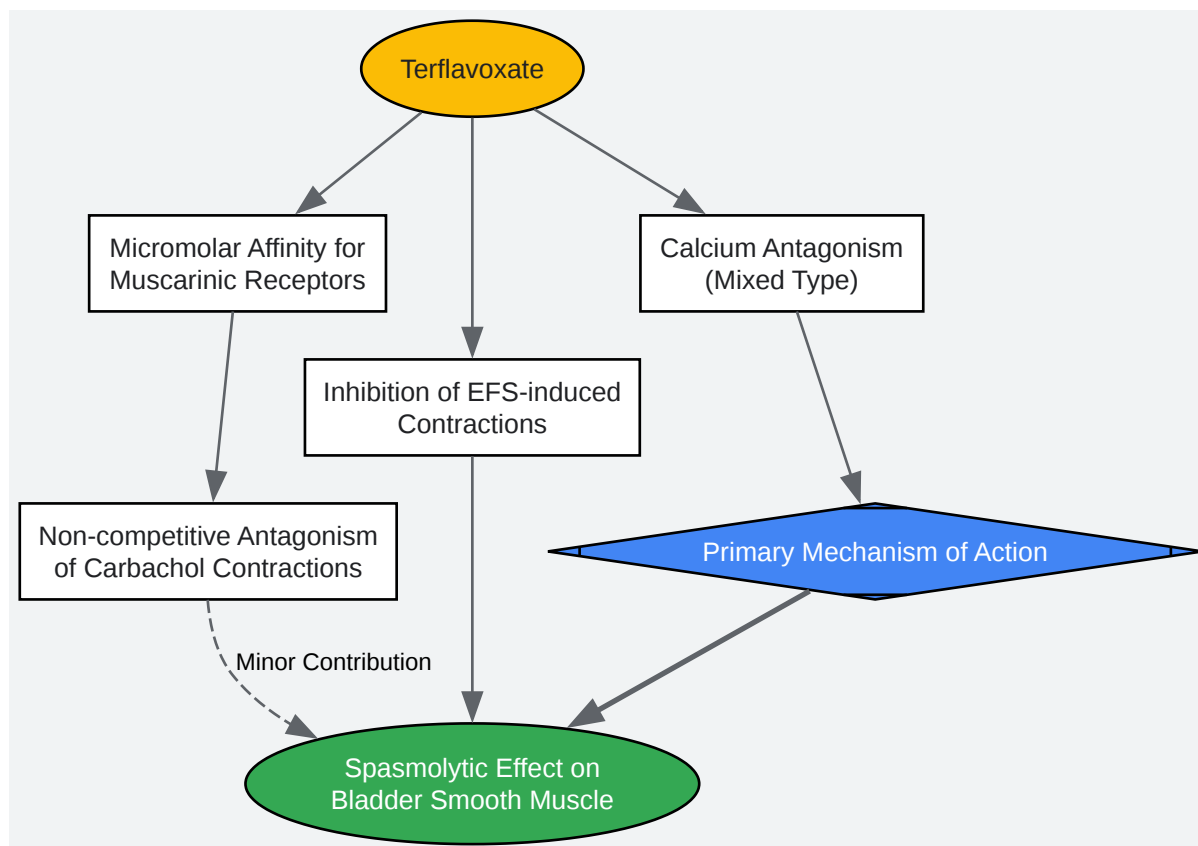 Terflavoxate
Micromolar Affinity for
Muscarinic Receptors
Calcium Antagonism
(Mixed Type)
Inhibition of EFS-induced
Contractions
Non-competitive Antagonism
of Carbachol Contractions
Primary Mechanism of Action
Minor Contribution
Spasmolytic Effect on
Bladder Smooth Muscle